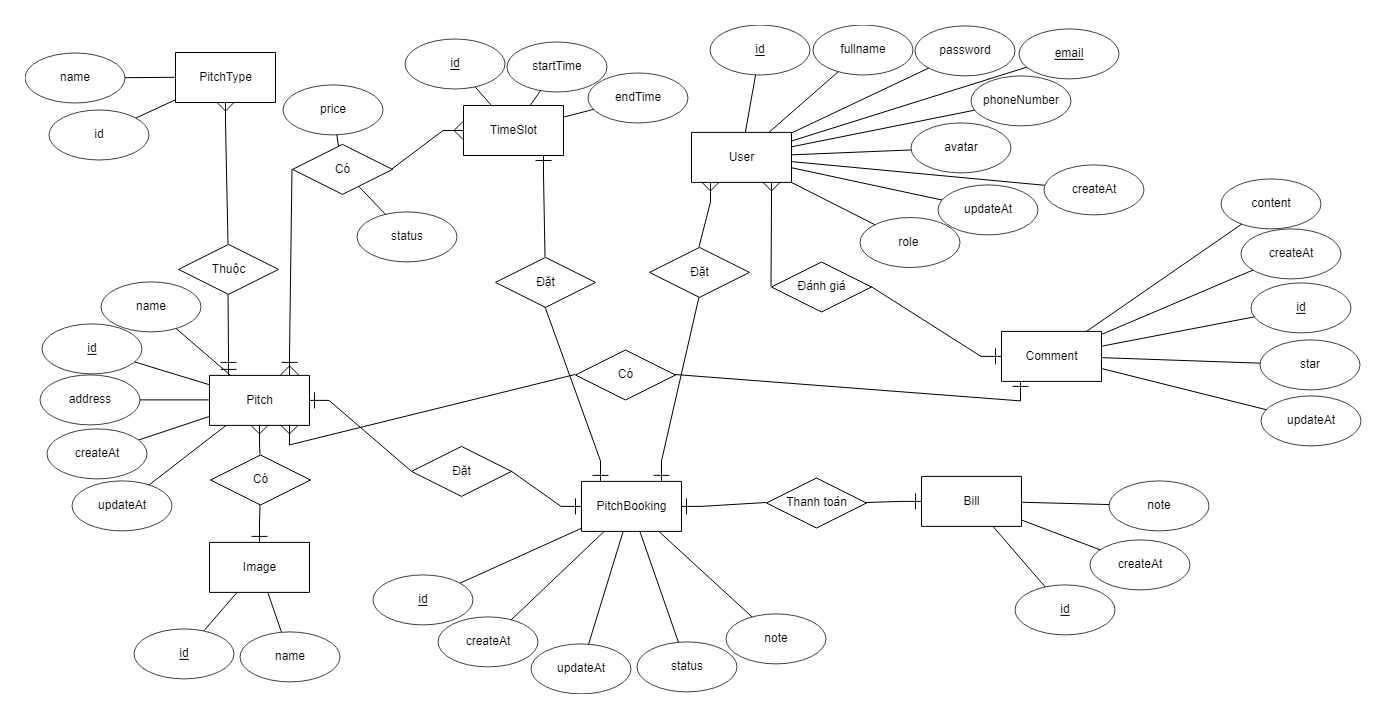 id
fullname
password
email
name
PitchType
id
startTime
endTime
phoneNumber
price
id
TimeSlot
User
avatar
Có
createAt
updateAt
content
status
role
createAt
Thuộc
Đặt
Đặt
Đánh giá
name
id
id
Comment
star
address
Pitch
Có
updateAt
createAt
Có
Đặt
updateAt
PitchBooking
Thanh toán
Bill
note
Image
createAt
id
id
createAt
note
id
name
updateAt
status